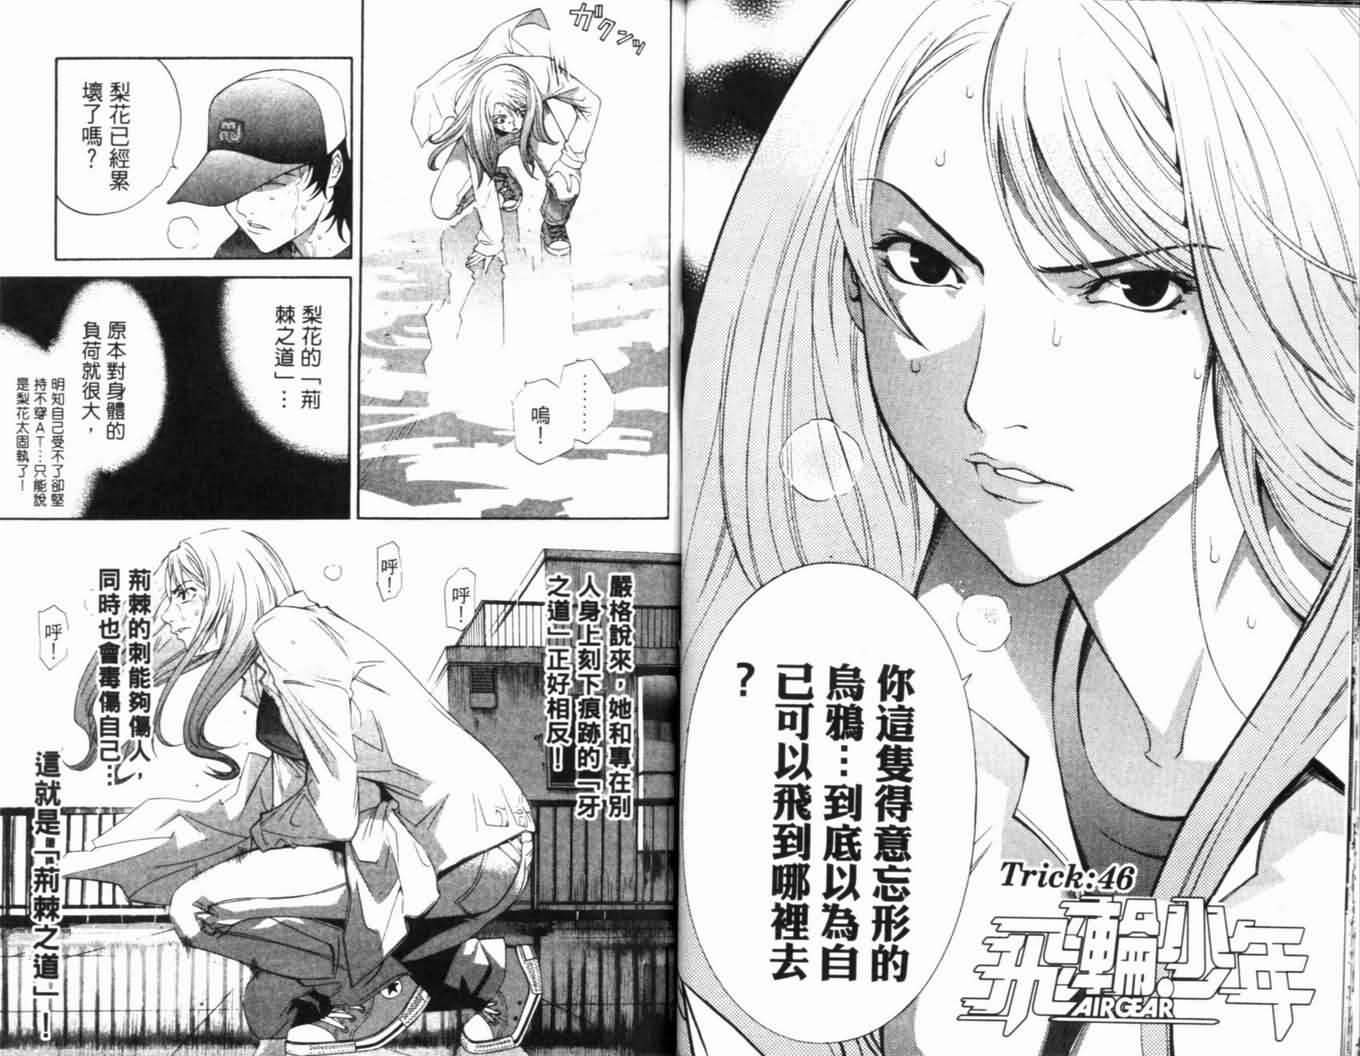 你這隻得意忘形的
烏鴉…到底以為自
已可以飛到哪裡去
？
Trick:46
飛輪少年
AIRGEAR
ガクンッ
………
嗚！
梨花已經累
壞了嗎？
梨花的「荊
棘之道」…
原本對身體的
負荷就很大，
明知自己受不了卻堅
持不穿AT…只能說
是梨花太固執了！
嚴格說來，她和專在別
人身上刻下痕跡的「牙
之道」正好相反！
呼！
呼！
呼！
荊棘的刺能夠傷人，
同時也會毒傷自己…
這就是「荊棘之道」！